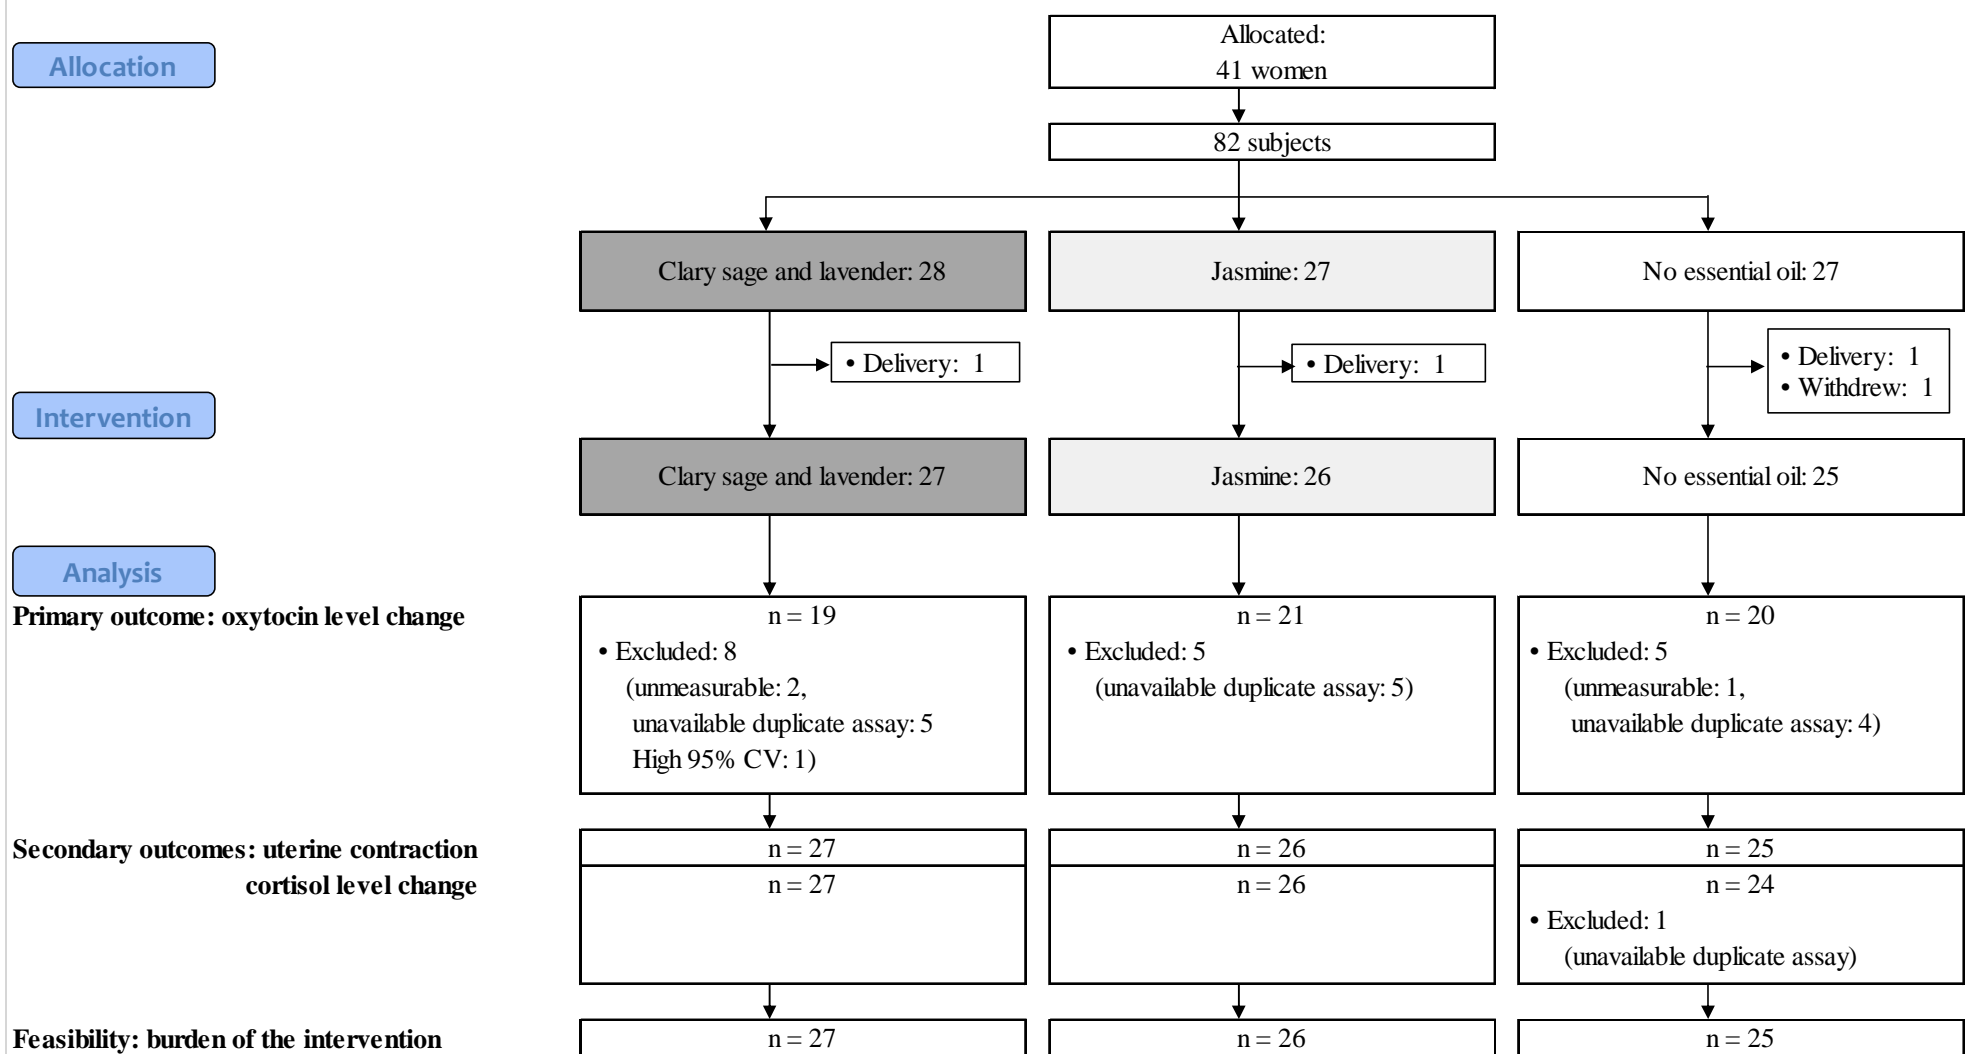 Allocation
Allocated:
41 women
82 subjects
Clary sage and lavender: 28
Jasmine: 27
No essential oil: 27
• Delivery: 1
• Delivery: 1
• Delivery: 1
• Withdrew: 1
Intervention
Clary sage and lavender: 27
Jasmine: 26
No essential oil: 25
Analysis
Primary outcome: oxytocin level change
n = 19
• Excluded: 8
(unmeasurable: 2,
unavailable duplicate assay: 5
High 95% CV: 1)
n = 21
• Excluded: 5
(unavailable duplicate assay: 5)
n = 20
• Excluded: 5
(unmeasurable: 1,
unavailable duplicate assay: 4)
Secondary outcomes: uterine contraction
n = 27
n = 26
n = 25
cortisol level change
n = 27
n = 26
n = 24
• Excluded: 1
(unavailable duplicate assay)
Feasibility: burden of the intervention
n = 27
n = 26
n = 25